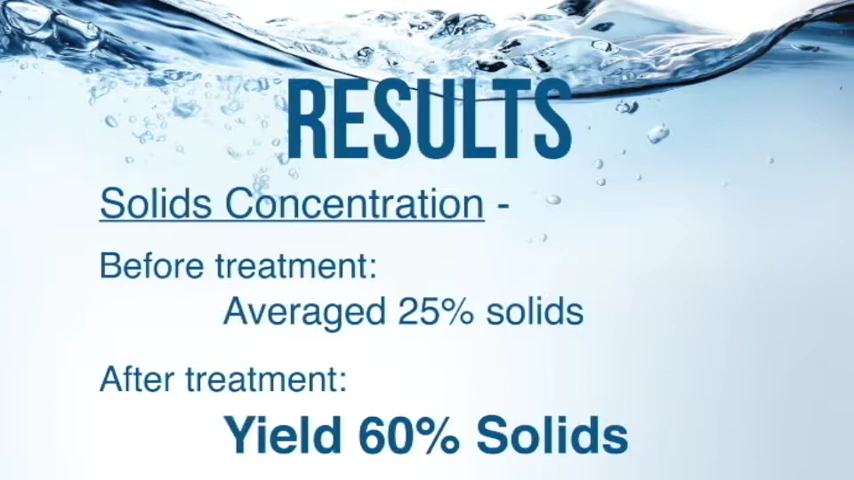 RESULTS
Solids Concentration -
Before treatment:
Averaged 25% solids
After treatment:
Yield 60% Solids